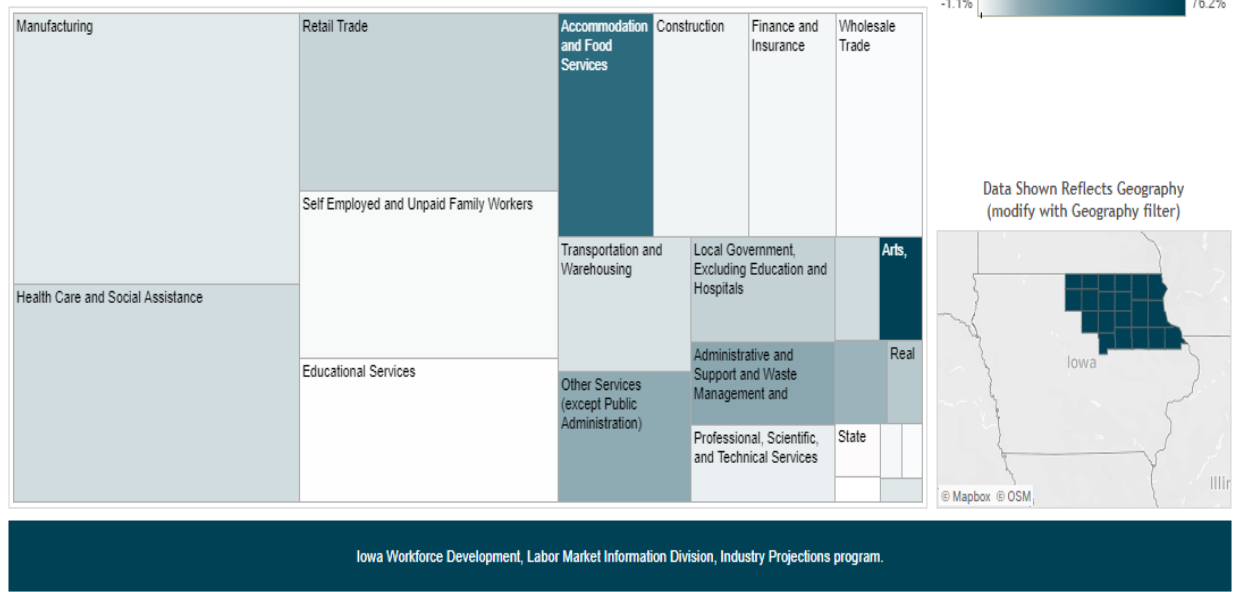 -1.1%
76.2%
Manufacturing
Retail Trade
Accommodation
and Food
Services
Construction
Finance and
Insurance
Wholesale
Trade
Self Employed and Unpaid Family Workers
Health Care and Social Assistance
Educational Services
Transportation and
Warehousing
Local Government,
Excluding Education and
Hospitals
Arts,
Other Services
(except Public
Administration)
Administrative and
Support and Waste
Management and
Real
Professional, Scientific,
and Technical Services
State
Data Shown Reflects Geography
(modify with Geography filter)
Iowa
Illir
© Mapbox © OSM
Iowa Workforce Development, Labor Market Information Division, Industry Projections program.